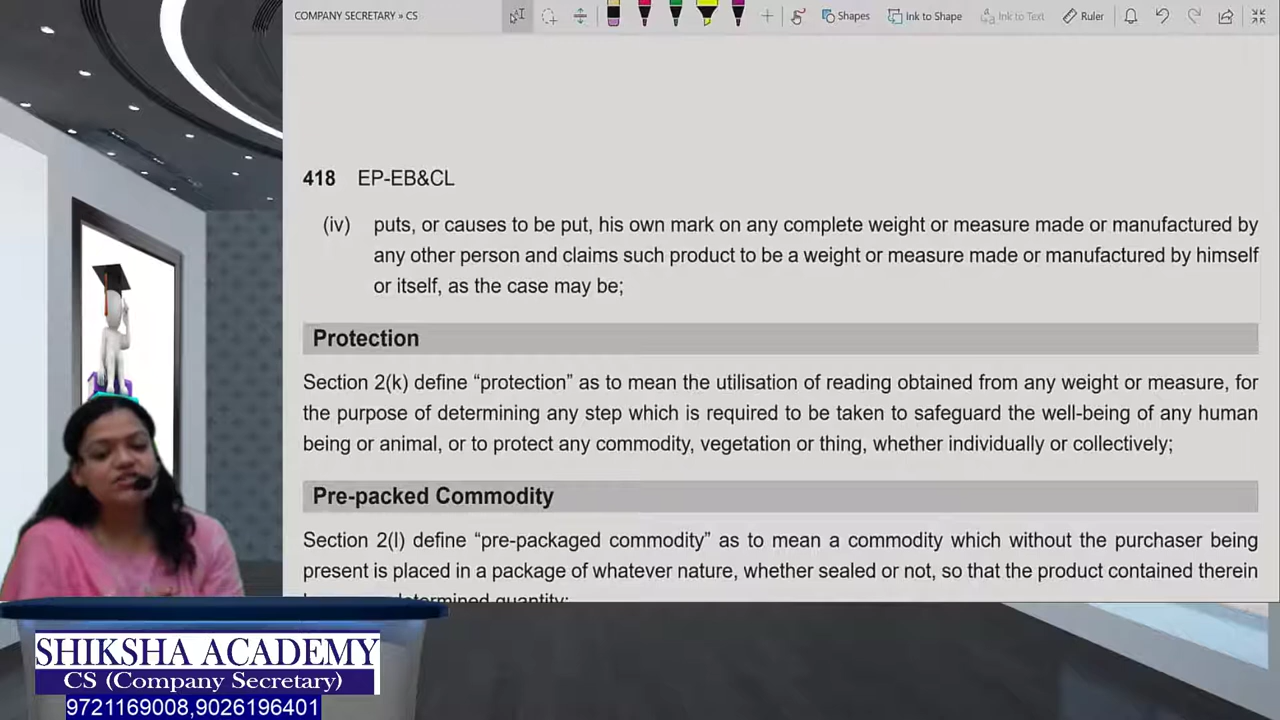 COMPANY SECRETARY » CS
Shapes
Ink to Shape
Ink to Text
Ruler
418 EP-EB&CL
(iv) puts, or causes to be put, his own mark on any complete weight or measure made or manufactured by
any other person and claims such product to be a weight or measure made or manufactured by himself
or itself, as the case may be;
Protection
Section 2(k) define “protection” as to mean the utilisation of reading obtained from any weight or measure, for
the purpose of determining any step which is required to be taken to safeguard the well-being of any human
being or animal, or to protect any commodity, vegetation or thing, whether individually or collectively;
Pre-packed Commodity
Section 2(l) define “pre-packaged commodity” as to mean a commodity which without the purchaser being
present is placed in a package of whatever nature, whether sealed or not, so that the product contained therein
quantity;
SHIKSHA ACADEMY
CS (Company Secretary)
9721169008,9026196401